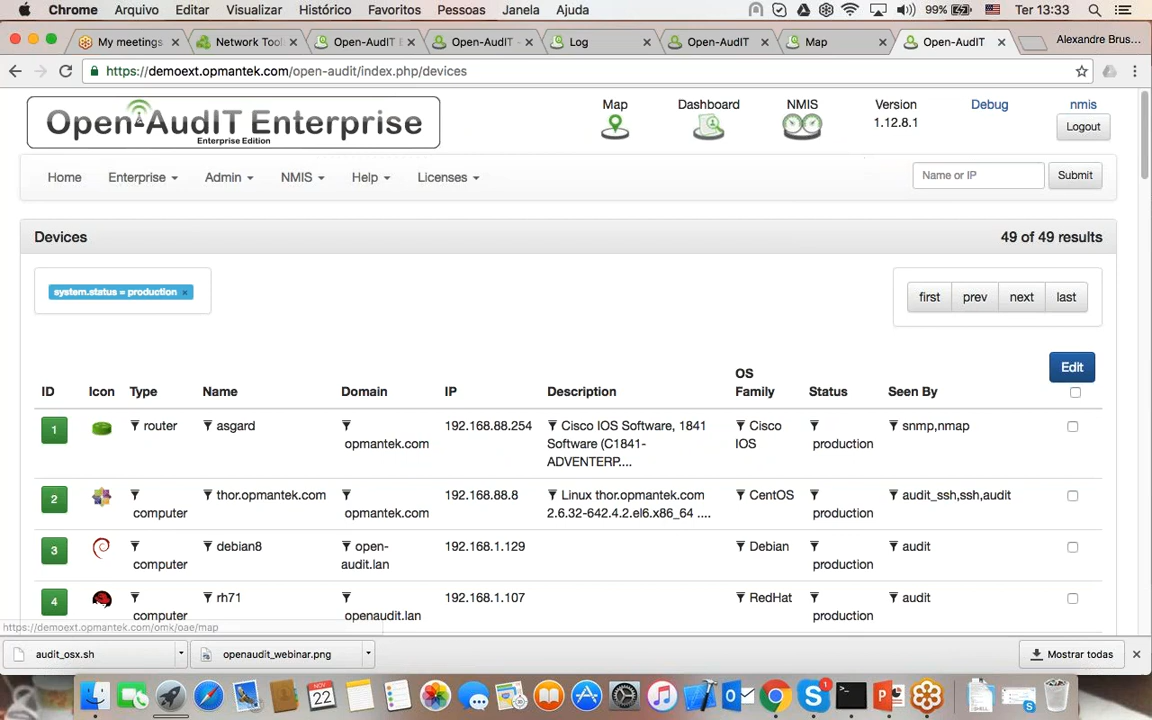 Chrome Arquivo Editar Visualizar Histórico Favoritos Pessoas Janela Ajuda 99% Ter 13:33
My meetings Network Tool Open-AudIT E Open-AudIT - Log Open-AudIT Map Open-AudIT Alexandre Brus...
https://demoext.opmantek.com/open-audit/index.php/devices
Open-AudIT Enterprise
Enterprise Edition
Map Dashboard NMIS Version Debug nmis
1.12.8.1 Logout
Home Enterprise Admin NMIS Help Licenses Name or IP Submit
Devices 49 of 49 results
system.status = production ×
first prev next last
Edit
ID Icon Type Name Domain IP Description OS Family Status Seen By
1 router asgard opmantek.com 192.168.88.254 Cisco IOS Software, 1841 Software (C1841-ADVENTERP.... Cisco IOS production snmp,nmap
2 computer thor.opmantek.com opmantek.com 192.168.88.8 Linux thor.opmantek.com 2.6.32-642.4.2.el6.x86_64 .... CentOS production audit_ssh,ssh,audit
3 computer debian8 open-audit.lan 192.168.1.129 Debian production audit
4 computer rh71 openaudit.lan 192.168.1.107 RedHat production audit
https://demoext.opmantek.com/omk/oae/map
audit_osx.sh openaudit_webinar.png Mostrar todas
NOV
22
1